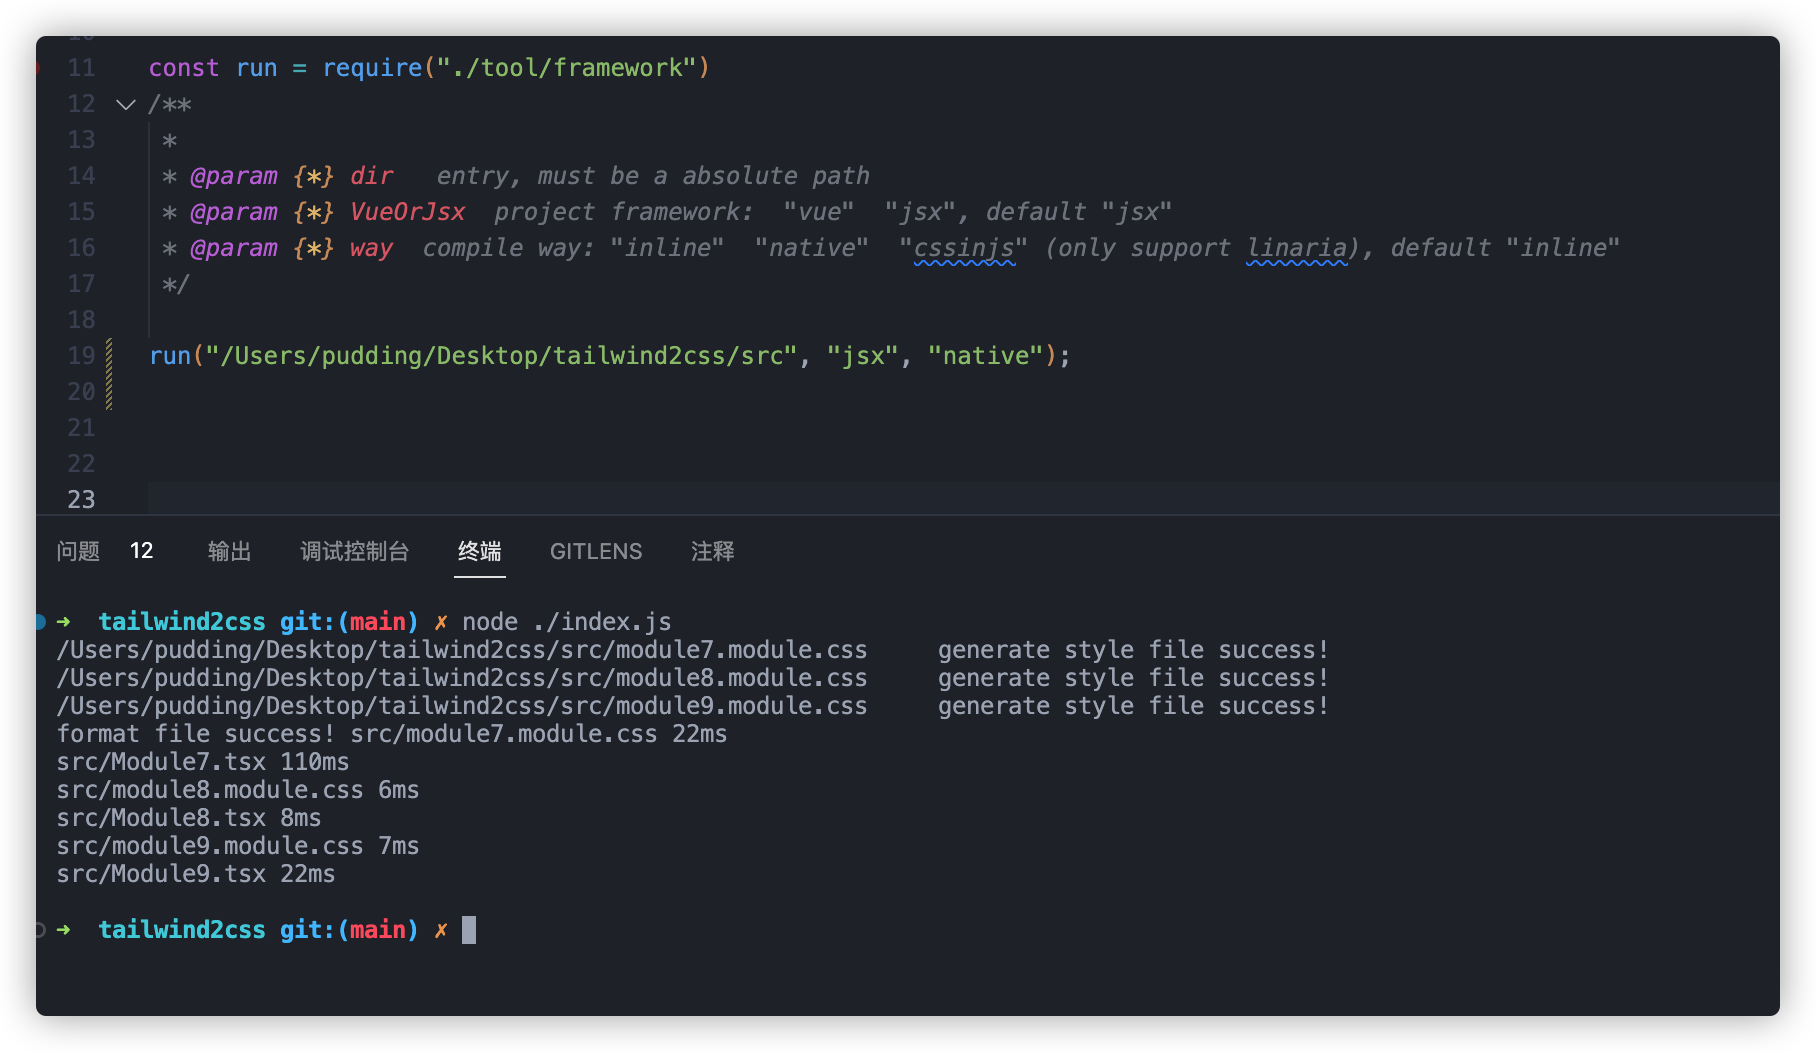 11 const run = require("./tool/framework")
12 /**
13 *
14 * @param {*} dir   entry, must be a absolute path
15 * @param {*} VueOrJsx  project framework:  "vue"  "jsx", default "jsx"
16 * @param {*} way  compile way: "inline"  "native"  "cssinjs" (only support linaria), default "inline"
17 */
18
19 run("/Users/pudding/Desktop/tailwind2css/src", "jsx", "native");
20
21
22
23
问题 12 输出 调试控制台 终端 GITLENS 注释
➜  tailwind2css git:(main) ✗ node ./index.js
/Users/pudding/Desktop/tailwind2css/src/module7.module.css     generate style file success!
/Users/pudding/Desktop/tailwind2css/src/module8.module.css     generate style file success!
/Users/pudding/Desktop/tailwind2css/src/module9.module.css     generate style file success!
format file success! src/module7.module.css 22ms
src/Module7.tsx 110ms
src/module8.module.css 6ms
src/Module8.tsx 8ms
src/module9.module.css 7ms
src/Module9.tsx 22ms
➜  tailwind2css git:(main) ✗